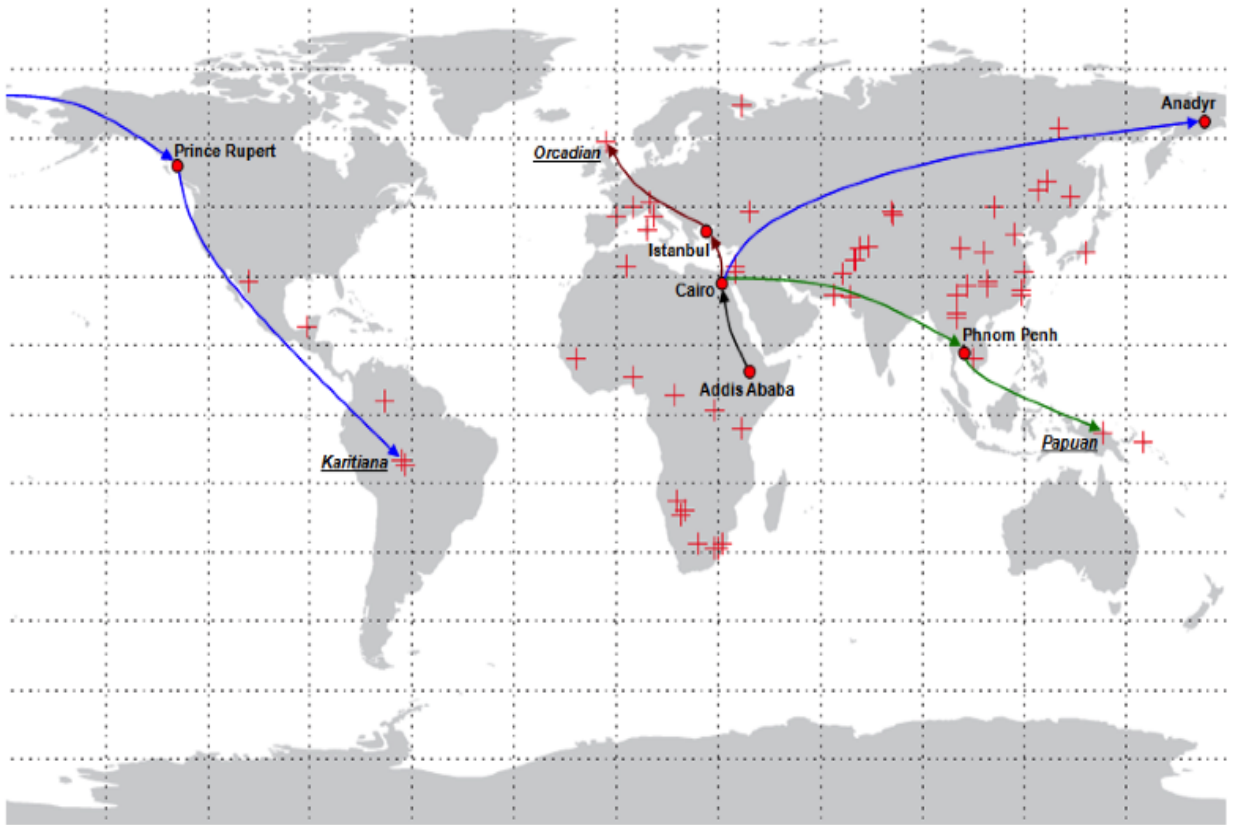 Anadyr
Prince Rupert
Orcadian
Istanbul
Cairo
Phnom Penh
Addis Ababa
Papuan
Karitiana